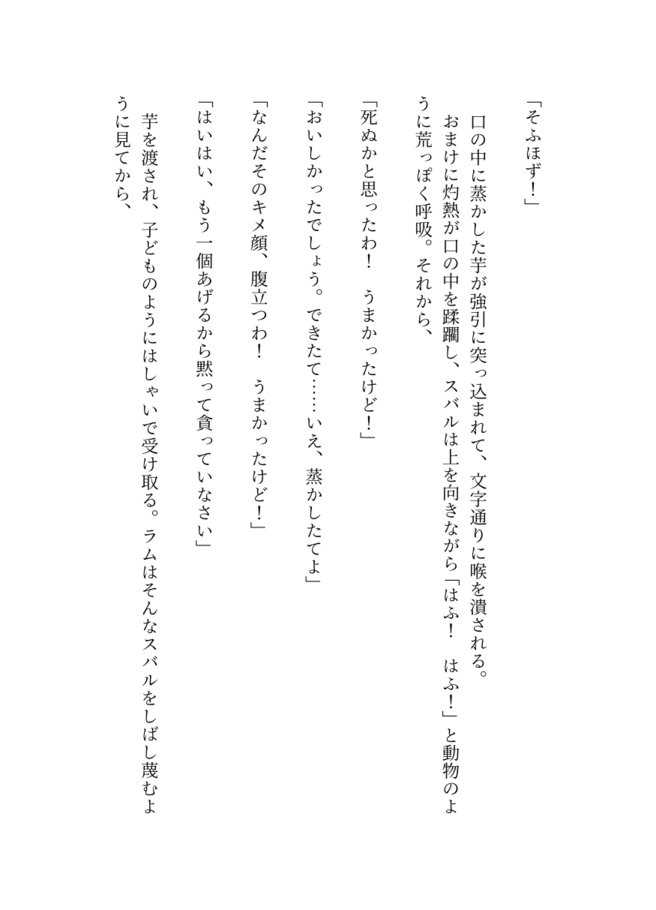 「そふほず！」
　口の中に蒸かした芋が強引に突っ込まれて、文字通りに喉を潰される。
　おまけに灼熱が口の中を蹂躙し、スバルは上を向きながら「はふ！　はふ！」と動物のよ
うに荒っぽく呼吸。それから、
「死ぬかと思ったわ！　うまかったけど！」
「おいしかったでしょう。できたて……いえ、蒸かしたてよ」
「なんだそのキメ顔、腹立つわ！　うまかったけど！」
「はいはい、もう一個あげるから黙って貪っていなさい」
　芋を渡され、子どものようにはしゃいで受け取る。ラムはそんなスバルをしばし蔑むよ
うに見てから、